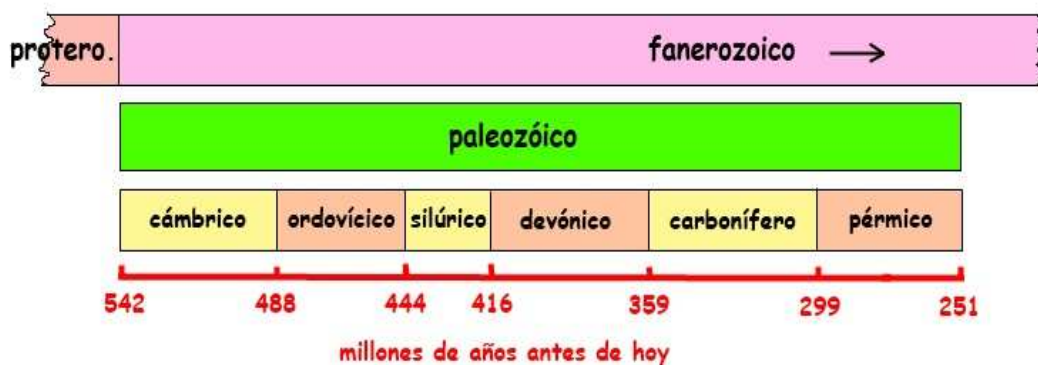 protero. fanerozoico →
paleozóico
cámbrico ordovícico silúrico devónico carbonífero pérmico
542 488 444 416 359 299 251
millones de años antes de hoy